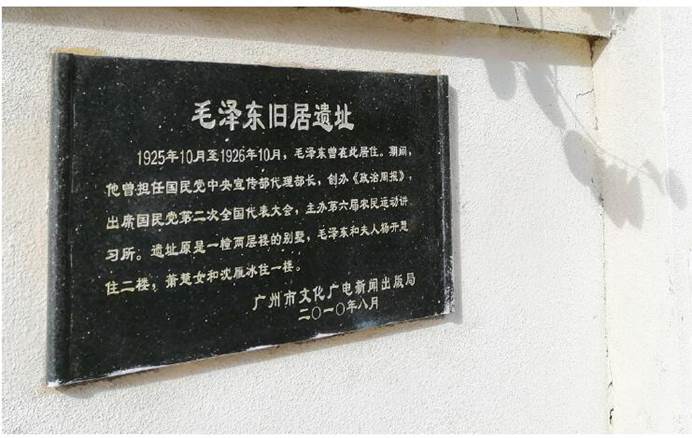 毛泽东旧居遗址
1925年10月至1926年10月，毛泽东曾在此居住。期间，
他曾担任国民党中央宣传部代理部长，创办《政治周报》，
出席国民党第二次全国代表大会，主办第六届农民运动讲
习所。遗址原是一幢两层楼的别墅，毛泽东和夫人杨开慧
住二楼，萧楚女和沈雁冰住一楼。
广州市文化广电新闻出版局
二〇一〇年八月